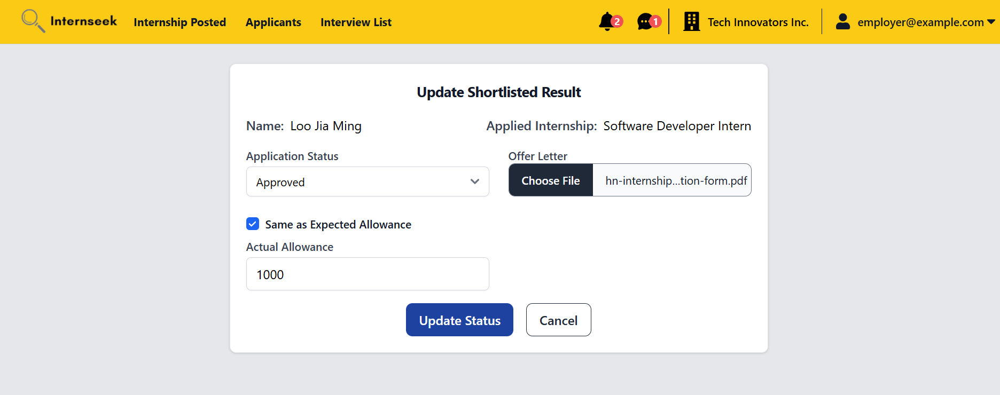 Internseek Internship Posted Applicants Interview List 2 1 Tech Innovators Inc. employer@example.com
Update Shortlisted Result
Name: Loo Jia Ming Applied Internship: Software Developer Intern
Application Status Offer Letter
Approved Choose File hn-internship...tion-form.pdf
Same as Expected Allowance
Actual Allowance
1000
Update Status Cancel